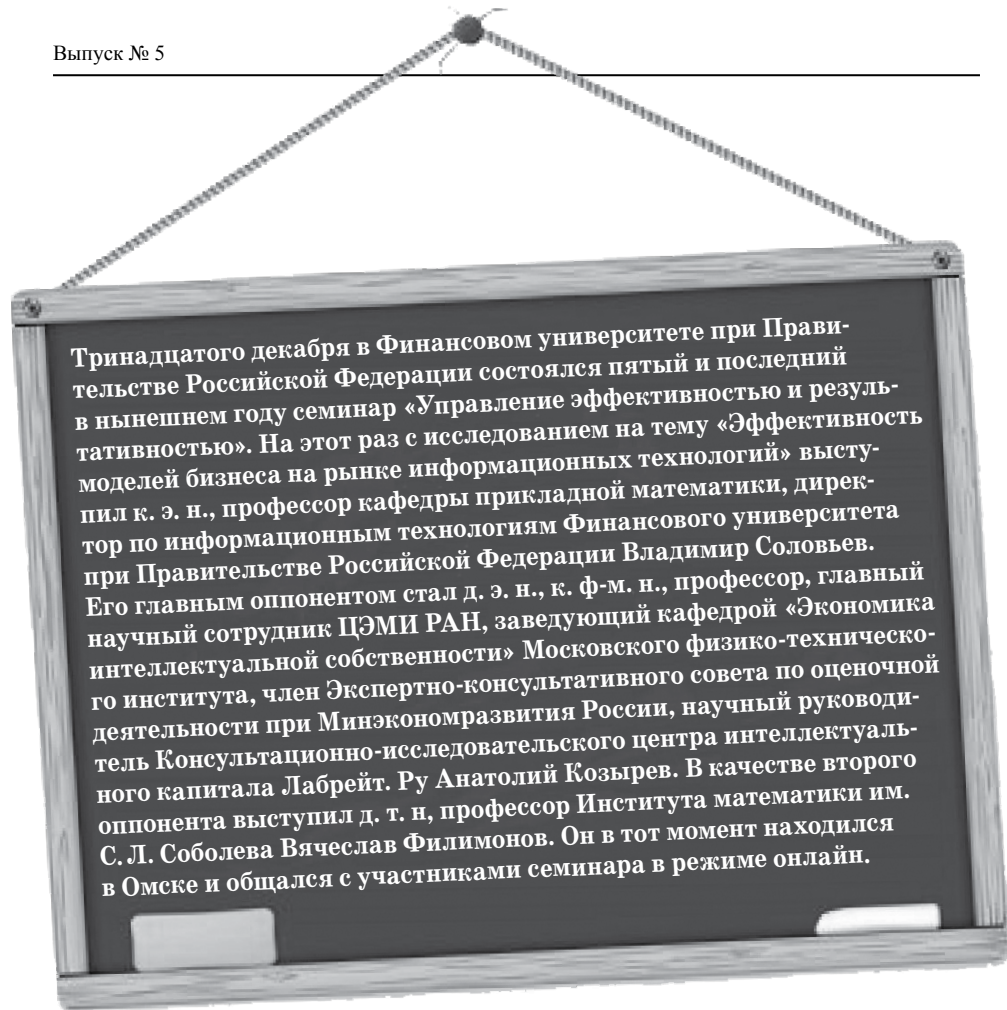 Выпуск № 5
Тринадцатого декабря в Финансовом университете при Прави-
тельстве Российской Федерации состоялся пятый и последний
в нынешнем году семинар «Управление эффективностью и резуль-
тативностью». На этот раз с исследованием на тему «Эффективность
моделей бизнеса на рынке информационных технологий» высту-
пил к. э. н., профессор кафедры прикладной математики, дирек-
тор по информационным технологиям Финансового университета
при Правительстве Российской Федерации Владимир Соловьев.
Его главным оппонентом стал д. э. н., к. ф-м. н., профессор, главный
научный сотрудник ЦЭМИ РАН, заведующий кафедрой «Экономика
интеллектуальной собственности» Московского физико-техническо-
го института, член Экспертно-консультативного совета по оценочной
деятельности при Минэкономразвития России, научный руководи-
тель Консультационно-исследовательского центра интеллектуаль-
ного капитала Лабрейт. Ру Анатолий Козырев. В качестве второго
оппонента выступил д. т. н, профессор Института математики им.
С. Л. Соболева Вячеслав Филимонов. Он в тот момент находился
в Омске и общался с участниками семинара в режиме онлайн.